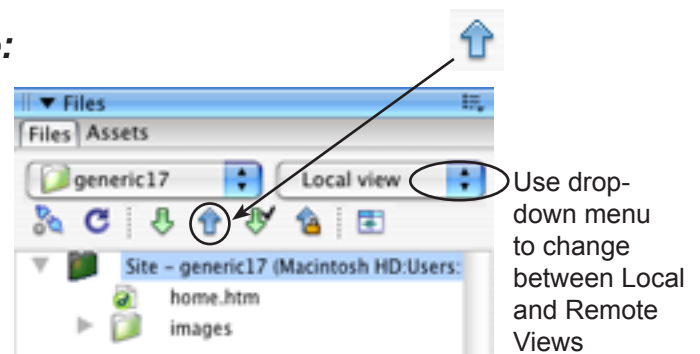 :
Files
Files Assets
generic17 Local view
Site - generic17 (Macintosh HD:Users:
home.htm
images
Use drop-
down menu
to change
between Local
and Remote
Views